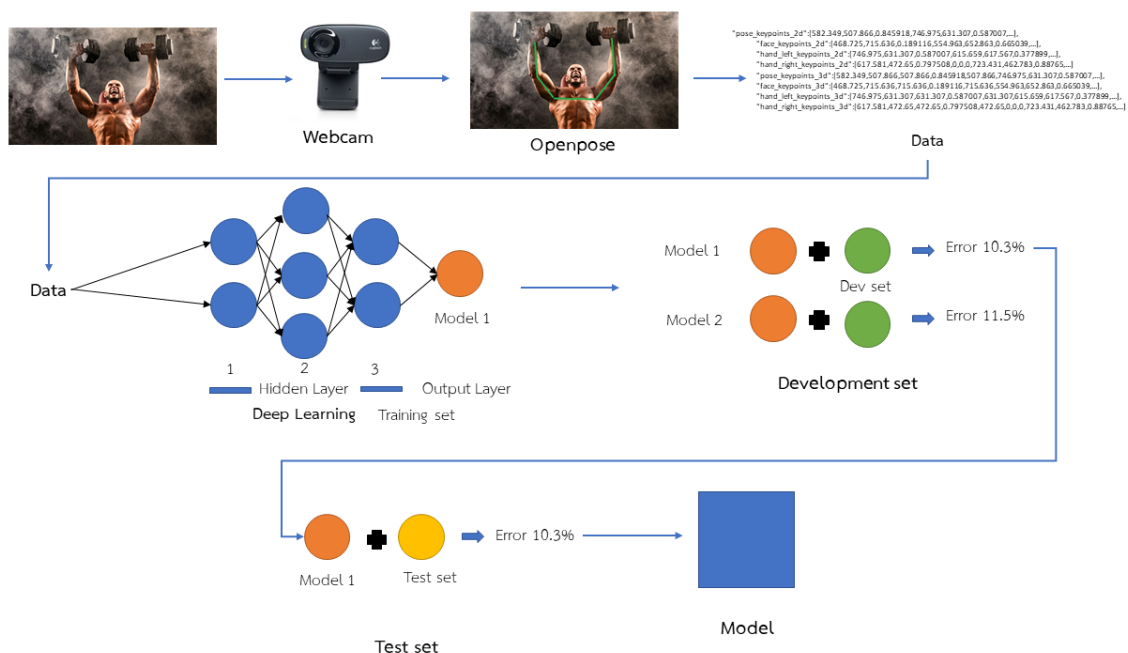 Webcam
Openpose
"pose_keypoints_2d":[582.349,507.866,0.845918,746.975,631.307,0.587007,...],
"face_keypoints_2d":[468.725,715.636,0.189116,554.963,652.863,0.665039,...],
"hand_left_keypoints_2d":[746.975,631.307,0.587007,615.659,617.567,0.377899,...],
"hand_right_keypoints_2d":[617.581,472.65,0.797508,0,0,0,723.431,462.783,0.88765,...]
"pose_keypoints_3d":[582.349,507.866,507.866,0.845918,507.866,746.975,631.307,0.587007,...],
"face_keypoints_3d":[468.725,715.636,715.636,0.189116,715.636,554.963,652.863,0.665039,...],
"hand_left_keypoints_3d":[746.975,631.307,631.307,0.587007,631.307,615.659,617.567,0.377899,...],
"hand_right_keypoints_3d":[617.581,472.65,472.65,0.797508,472.65,0,0,0,723.431,462.783,0.88765,...]
Data
Data
Model 1
1 2 3
Hidden Layer Output Layer
Deep Learning Training set
Model 1 Error 10.3%
Dev set
Model 2 Error 11.5%
Development set
Error 10.3%
Model 1 Test set
Test set
Model